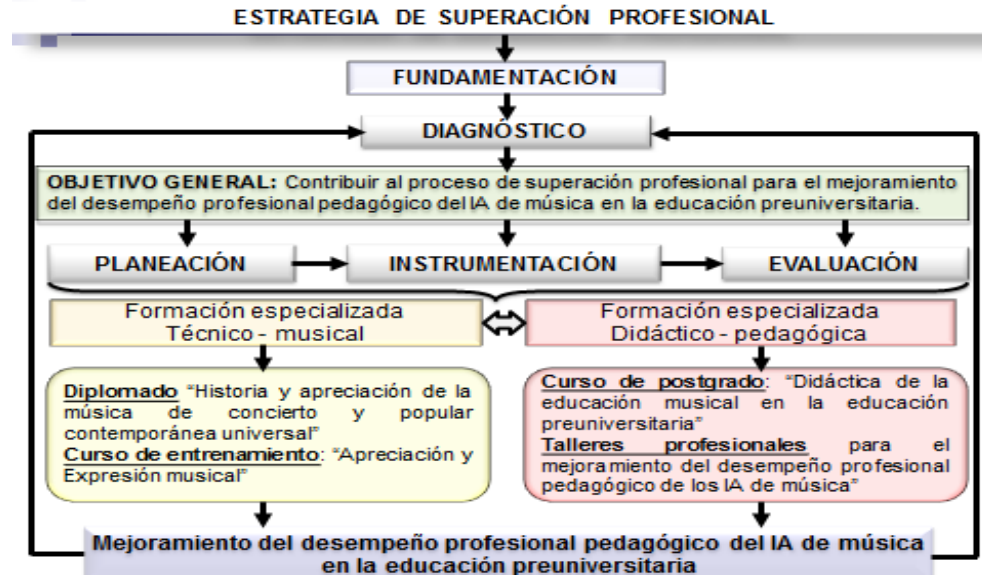 ESTRATEGIA DE SUPERACIÓN PROFESIONAL
FUNDAMENTACIÓN
DIAGNÓSTICO
OBJETIVO GENERAL: Contribuir al proceso de superación profesional para el mejoramiento
del desempeño profesional pedagógico del IA de música en la educación preuniversitaria.
PLANEACIÓN
INSTRUMENTACIÓN
EVALUACIÓN
Formación especializada
Técnico - musical
Formación especializada
Didáctico - pedagógica
Diplomado "Historia y apreciación de la
música de concierto y popular
contemporánea universal"
Curso de entrenamiento: "Apreciación y
Expresión musical"
Curso de postgrado: "Didáctica de la
educación musical en la educación
preuniversitaria"
Talleres profesionales para el
mejoramiento del desempeño profesional
pedagógico de los IA de música"
Mejoramiento del desempeño profesional pedagógico del IA de música
en la educación preuniversitaria